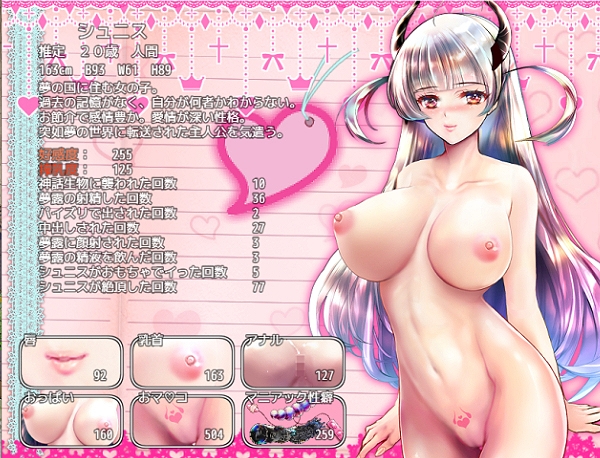 シュニス
推定　２０歳　人間
163cm　B93　W61　H89
夢の国に住む女の子。
過去の記憶がなく、自分が何者かわからない。
お節介で感情豊か。愛情が深い性格。
突如夢の世界に転送された主人公を気遣う。
好感度：　255
神話生物に襲われた回数　10
夢露の射精した回数　36
パイズリで出された回数　2
中出しされた回数　27
夢露に顔射された回数　3
夢露の精液を飲んだ回数　3
シュニスがおもちゃでイった回数　5
シュニスが絶頂した回数　77
唇　乳首　アナル
92　163　127
おっぱい　おマ♡コ　マニアック性癖
160　504　259